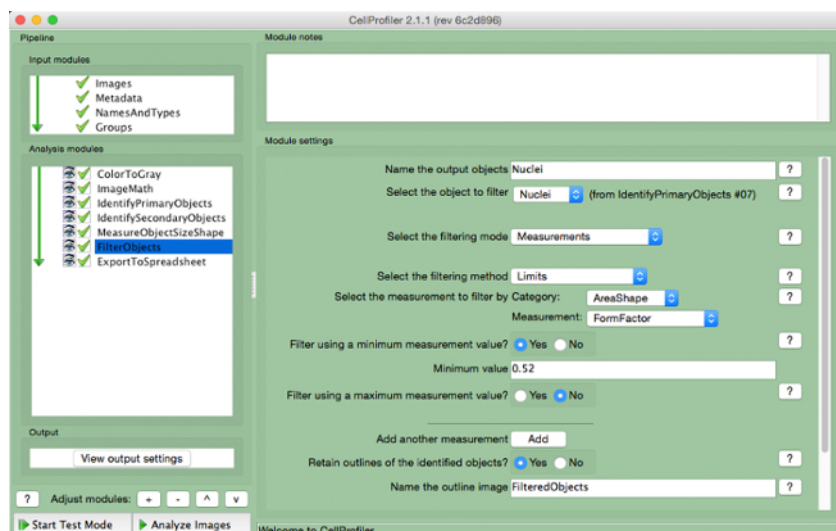 CellProfiler 2.1.1 (rev 6c2d896)
Pipeline
Input modules
Images
Metadata
NamesAndTypes
Groups
Analysis modules
ColorToGray
ImageMath
IdentifyPrimaryObjects
IdentifySecondaryObjects
MeasureObjectSizeShape
FilterObjects
ExportToSpreadsheet
Output
View output settings
? Adjust modules: + - ^ v
Start Test Mode Analyze Images
Module notes
Module settings
Name the output objects Nuclei ?
Select the object to filter Nuclei (from IdentifyPrimaryObjects #07) ?
Select the filtering mode Measurements ?
Select the filtering method Limits ?
Select the measurement to filter by Category: AreaShape ?
Measurement: FormFactor
Filter using a minimum measurement value? Yes No ?
Minimum value 0.52
Filter using a maximum measurement value? Yes No ?
Add another measurement Add
Retain outlines of the identified objects? Yes No ?
Name the outline image FilteredObjects ?
Welcome to CellProfiler